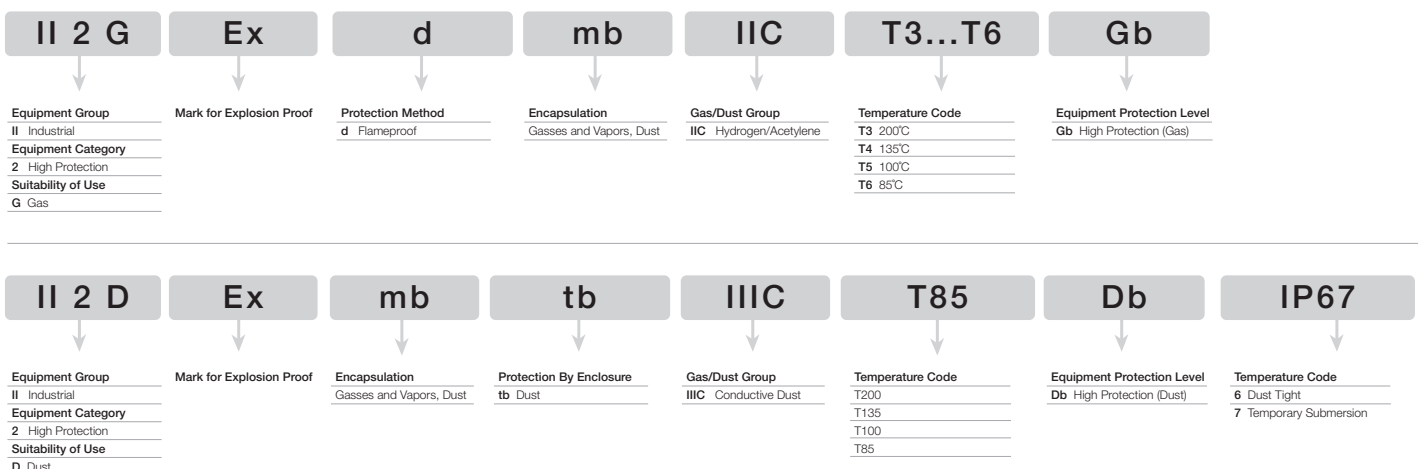 II 2 G Ex d mb IIC T3...T6 Gb
Equipment Group
II Industrial
Equipment Category
2 High Protection
Suitability of Use
G Gas
Mark for Explosion Proof
Protection Method
d Flameproof
Encapsulation
Gasses and Vapors, Dust
Gas/Dust Group
IIC Hydrogen/Acetylene
Temperature Code
T3 200°C
T4 135°C
T5 100°C
T6 85°C
Equipment Protection Level
Gb High Protection (Gas)
II 2 D Ex mb tb IIIC T85 Db IP67
Equipment Group
II Industrial
Equipment Category
2 High Protection
Suitability of Use
D Dust
Mark for Explosion Proof
Encapsulation
Gasses and Vapors, Dust
Protection By Enclosure
tb Dust
Gas/Dust Group
IIIC Conductive Dust
Temperature Code
T200
T135
T100
T85
Equipment Protection Level
Db High Protection (Dust)
Temperature Code
6 Dust Tight
7 Temporary Submersion